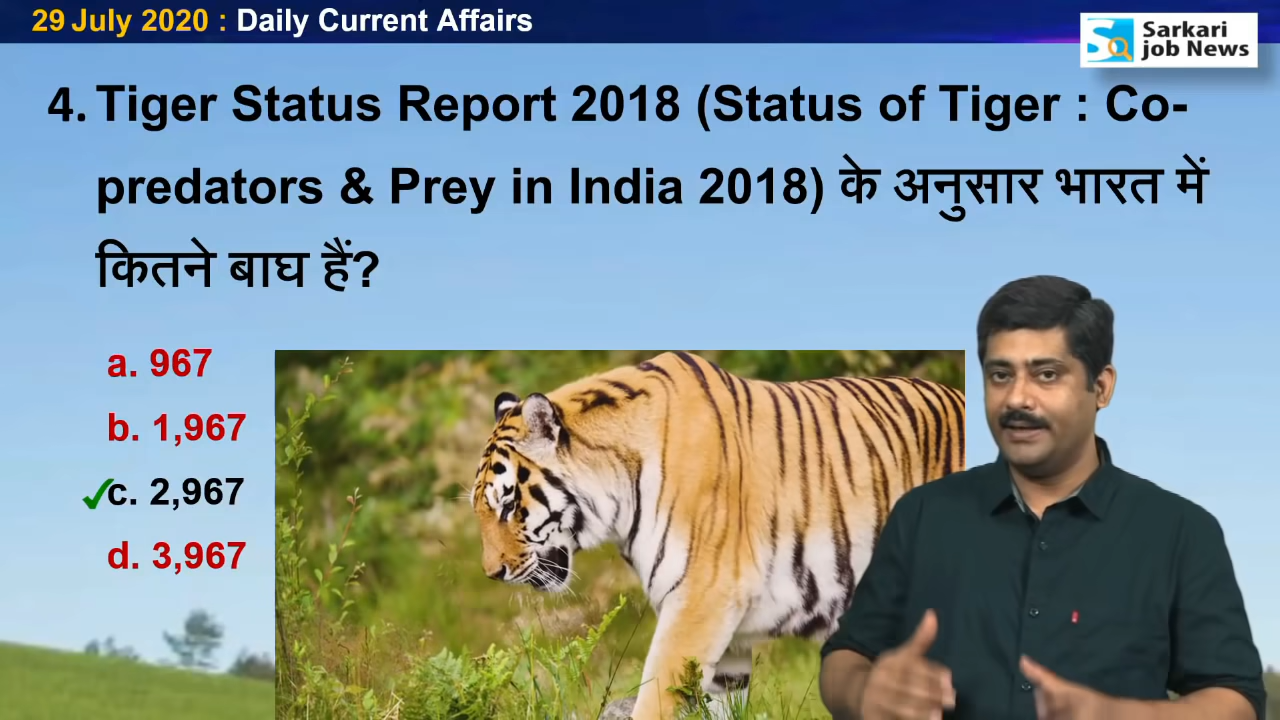 29 July 2020 : Daily Current Affairs
Sarkari
job News
4. Tiger Status Report 2018 (Status of Tiger : Co-
predators & Prey in India 2018) के अनुसार भारत में
कितने बाघ हैं?
a. 967
b. 1,967
✓c. 2,967
d. 3,967